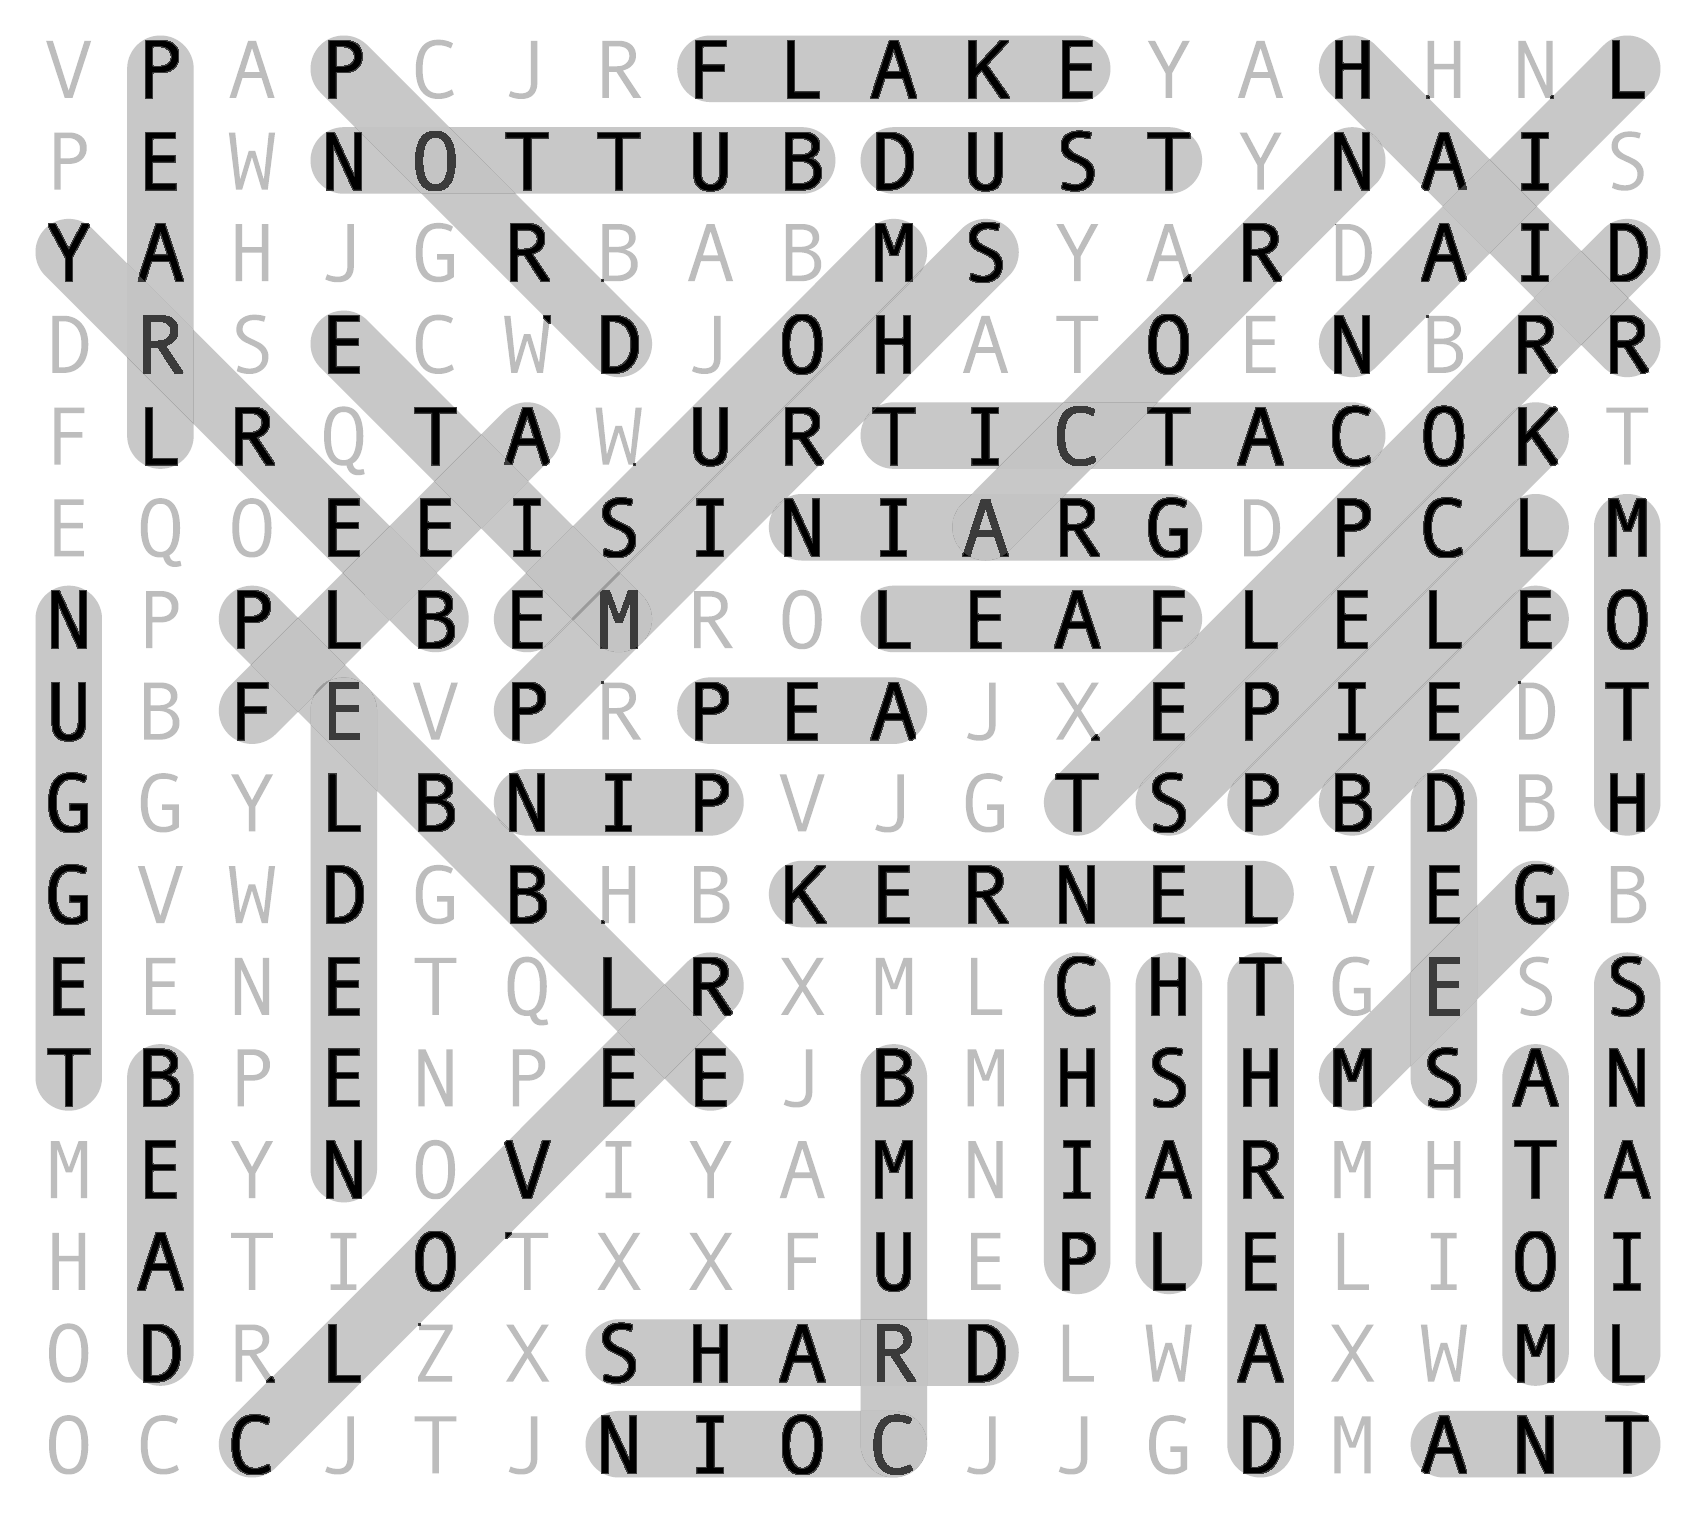 V P A P C J R F L A K E Y A H H N L
P E W N O T T U B D U S T Y N A I S
Y A H J G R B A B M S Y A R D A I D
D R S E C W D J O H A T O E N B R R
F L R Q T A W U R T I C T A C O K T
E Q O E E I S I N I A R G D P C L M
N P P L B E M R O L E A F L E L E O
U B F E V P R P E A J X E P I E D T
G G Y L B N I P V J G T S P B D B H
G V W D G B H B K E R N E L V E G B
E E N E T Q L R X M L C H T G E S S
T B P E N P E E J B M H S H M S A N
M E Y N O V I Y A M N I A R M H T A
H A T I O T X X F U E P L E L I O I
O D R L Z X S H A R D L W A X W M L
O C C J T J N I O C J J G D M A N T